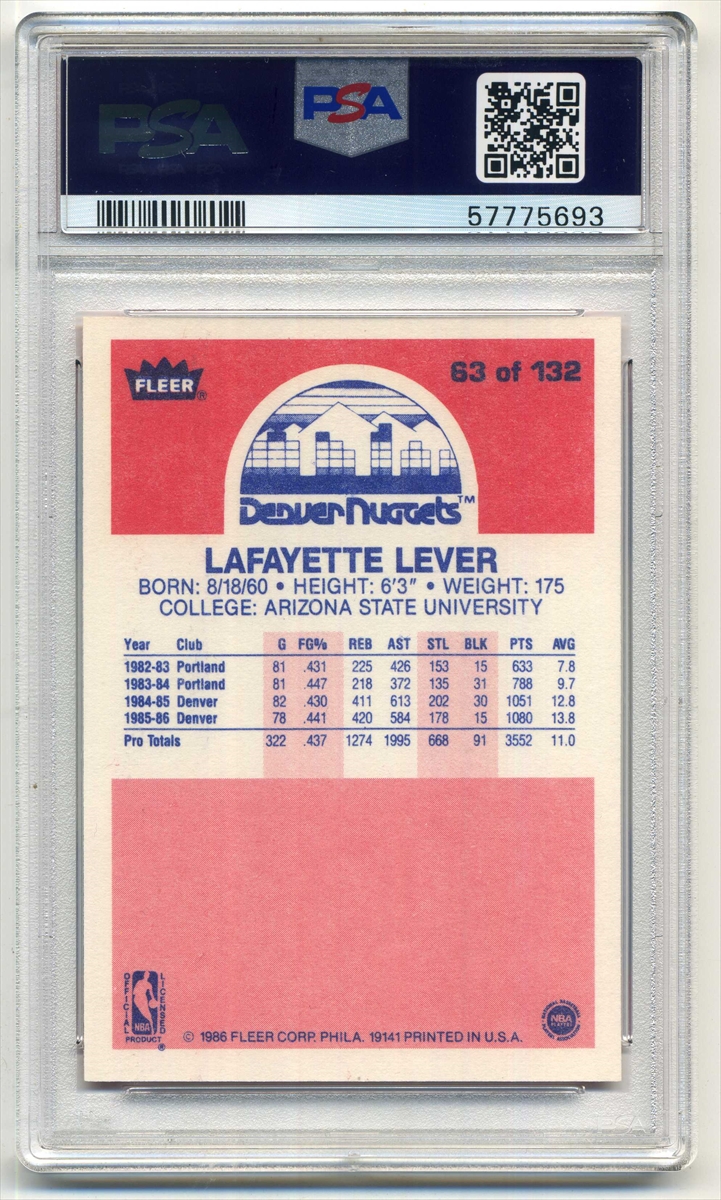 PSA PSA
57775693
FLEER®
63 of 132
Denver Nuggets™
LAFAYETTE LEVER
BORN: 8/18/60 • HEIGHT: 6'3" • WEIGHT: 175
COLLEGE: ARIZONA STATE UNIVERSITY
Year Club G FG% REB AST STL BLK PTS AVG
1982-83 Portland 81 .431 225 426 153 15 633 7.8
1983-84 Portland 81 .447 218 372 135 31 788 9.7
1984-85 Denver 82 .430 411 613 202 30 1051 12.8
1985-86 Denver 78 .441 420 584 178 15 1080 13.8
Pro Totals 322 .437 1274 1995 668 91 3552 11.0
OFFICIAL LICENSED
NBA
PRODUCT ®
© 1986 FLEER CORP. PHILA. 19141 PRINTED IN U.S.A.
NATIONAL BASKETBALL
NBA
PLAYERS
ASSOCIATION